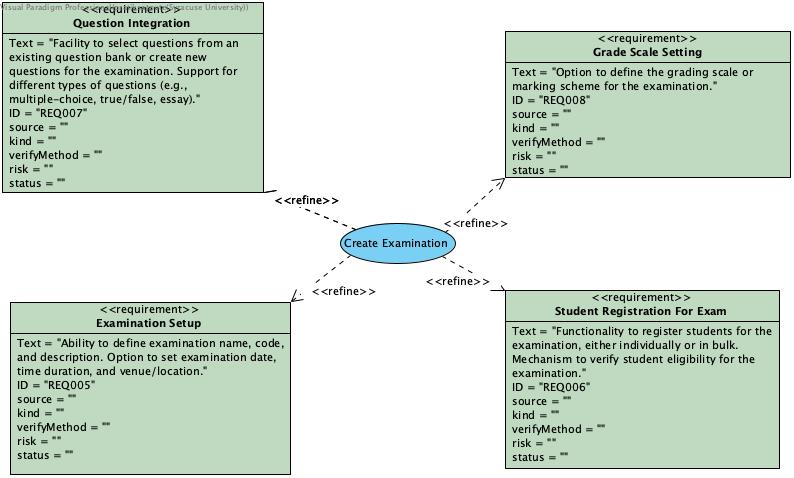 Visual Paradigm Professional(Syracuse University))
<<requirement>>
Question Integration
Text = "Facility to select questions from an
existing question bank or create new
questions for the examination. Support for
different types of questions (e.g.,
multiple-choice, true/false, essay)."
ID = "REQ007"
source = ""
kind = ""
verifyMethod = ""
risk = ""
status = ""
<<requirement>>
Grade Scale Setting
Text = "Option to define the grading scale or
marking scheme for the examination."
ID = "REQ008"
source = ""
kind = ""
verifyMethod = ""
risk = ""
status = ""
<<refine>>
<<refine>>
Create Examination
<<refine>>
<<refine>>
<<requirement>>
Examination Setup
Text = "Ability to define examination name, code,
and description. Option to set examination date,
time duration, and venue/location."
ID = "REQ005"
source = ""
kind = ""
verifyMethod = ""
risk = ""
status = ""
<<requirement>>
Student Registration For Exam
Text = "Functionality to register students for the
examination, either individually or in bulk.
Mechanism to verify student eligibility for the
examination."
ID = "REQ006"
source = ""
kind = ""
verifyMethod = ""
risk = ""
status = ""